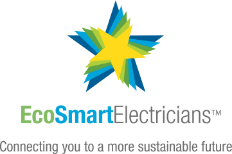 EcoSmartElectricians™
Connecting you to a more sustainable future